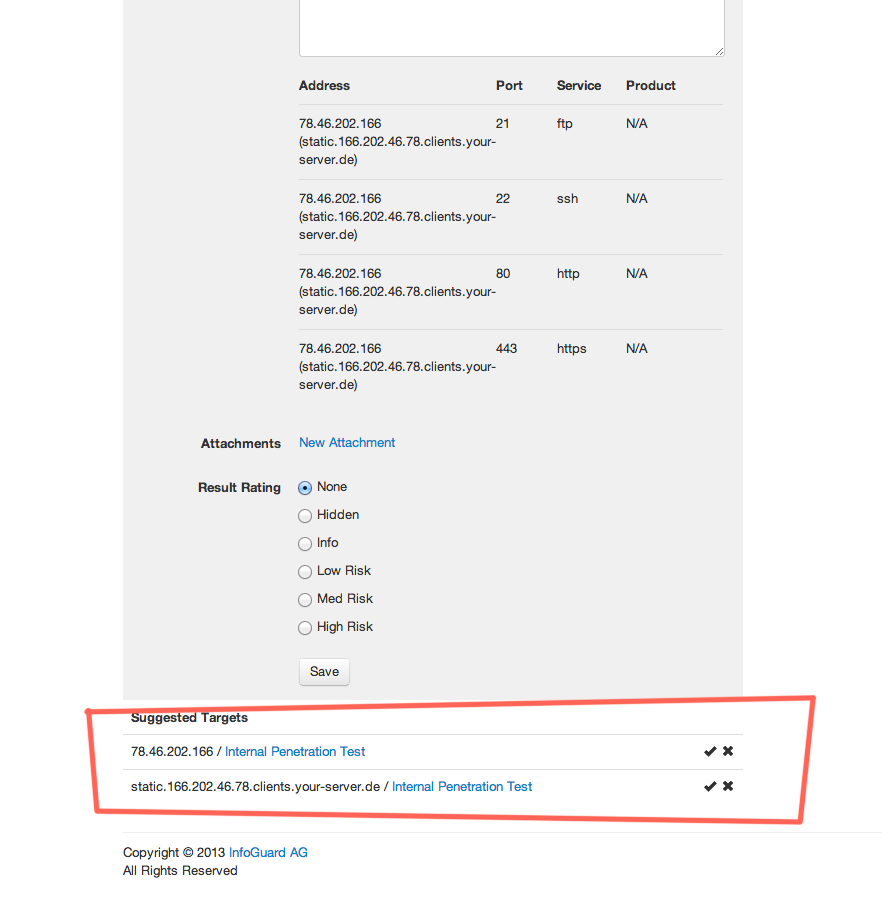 Address Port Service Product
78.46.202.166 21 ftp N/A
(static.166.202.46.78.clients.your-
server.de)
78.46.202.166 22 ssh N/A
(static.166.202.46.78.clients.your-
server.de)
78.46.202.166 80 http N/A
(static.166.202.46.78.clients.your-
server.de)
78.46.202.166 443 https N/A
(static.166.202.46.78.clients.your-
server.de)
Attachments New Attachment
Result Rating None
Hidden
Info
Low Risk
Med Risk
High Risk
Save
Suggested Targets
78.46.202.166 / Internal Penetration Test
static.166.202.46.78.clients.your-server.de / Internal Penetration Test
Copyright © 2013 InfoGuard AG
All Rights Reserved